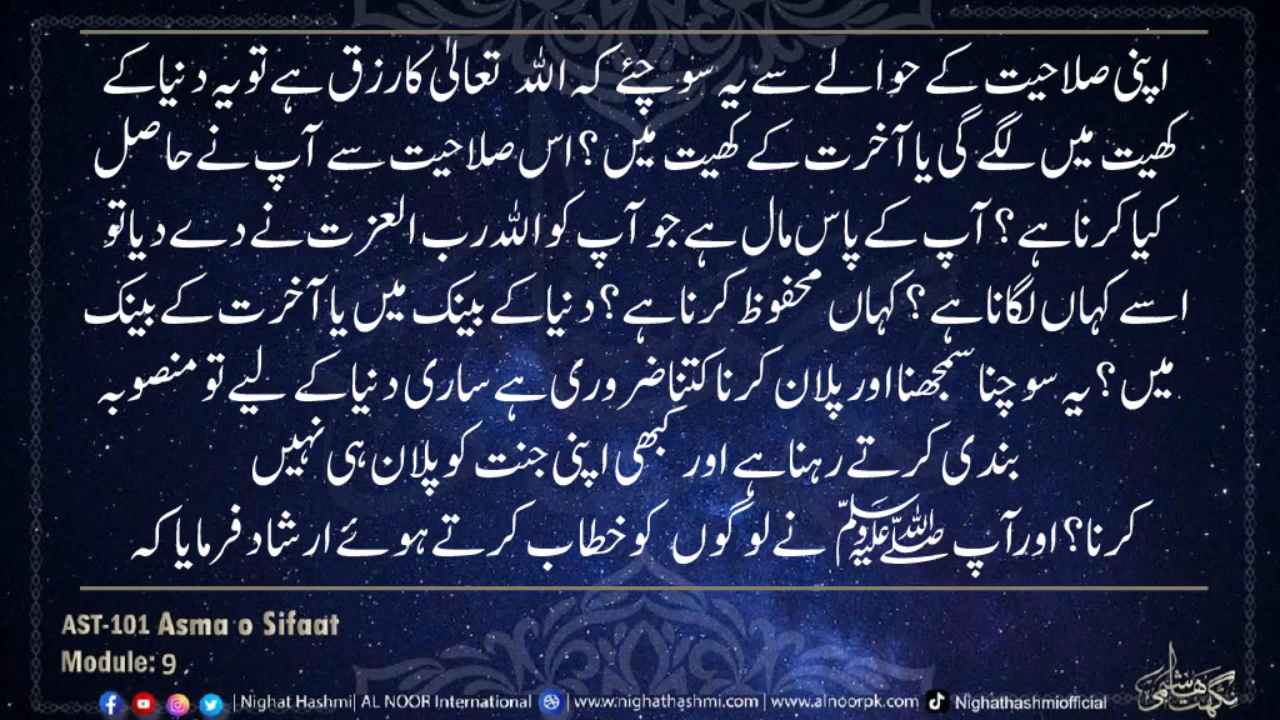 اپنی صلاحیت کے حوالے سے یہ سوچئے کہ اللہ تعالیٰ کا رزق ہے تو یہ دنیا کے
کھیت میں لگے گی یا آخرت کے کھیت میں؟ اس صلاحیت سے آپ نے حاصل
کیا کرنا ہے؟ آپ کے پاس مال ہے جو آپ کو اللہ رب العزت نے دے دیا تو
اسے کہاں لگانا ہے؟ کہاں محفوظ کرنا ہے؟ دنیا کے بینک میں یا آخرت کے بینک
میں؟ یہ سوچنا سمجھنا اور پلان کرنا کتنا ضروری ہے ساری دنیا کے لیے تو منصوبہ
بندی کرتے رہنا ہے اور کبھی اپنی جنت کو پلان ہی نہیں
کرنا؟ اور آپ ﷺ نے لوگوں کو خطاب کرتے ہوئے ارشاد فرمایا کہ
AST-101 Asma o Sifaat
Module: 9
| Nighat Hashmi| AL NOOR International | www.nighathashmi.com | www.alnoorpk.com Nighathashmiofficial
نگہت ہاشمی